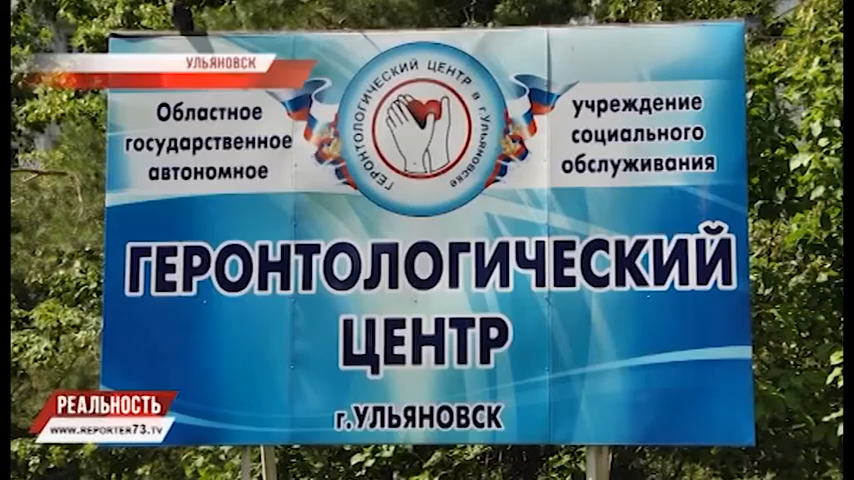 УЛЬЯНОВСК
ГЕРОНТОЛОГИЧЕСКИЙ ЦЕНТР в г.Ульяновске
Областное
государственное
автономное
учреждение
социального
обслуживания
ГЕРОНТОЛОГИЧЕСКИЙ
ЦЕНТР
г.УЛЬЯНОВСК
РЕАЛЬНОСТЬ
WWW.REPORTER73.TV